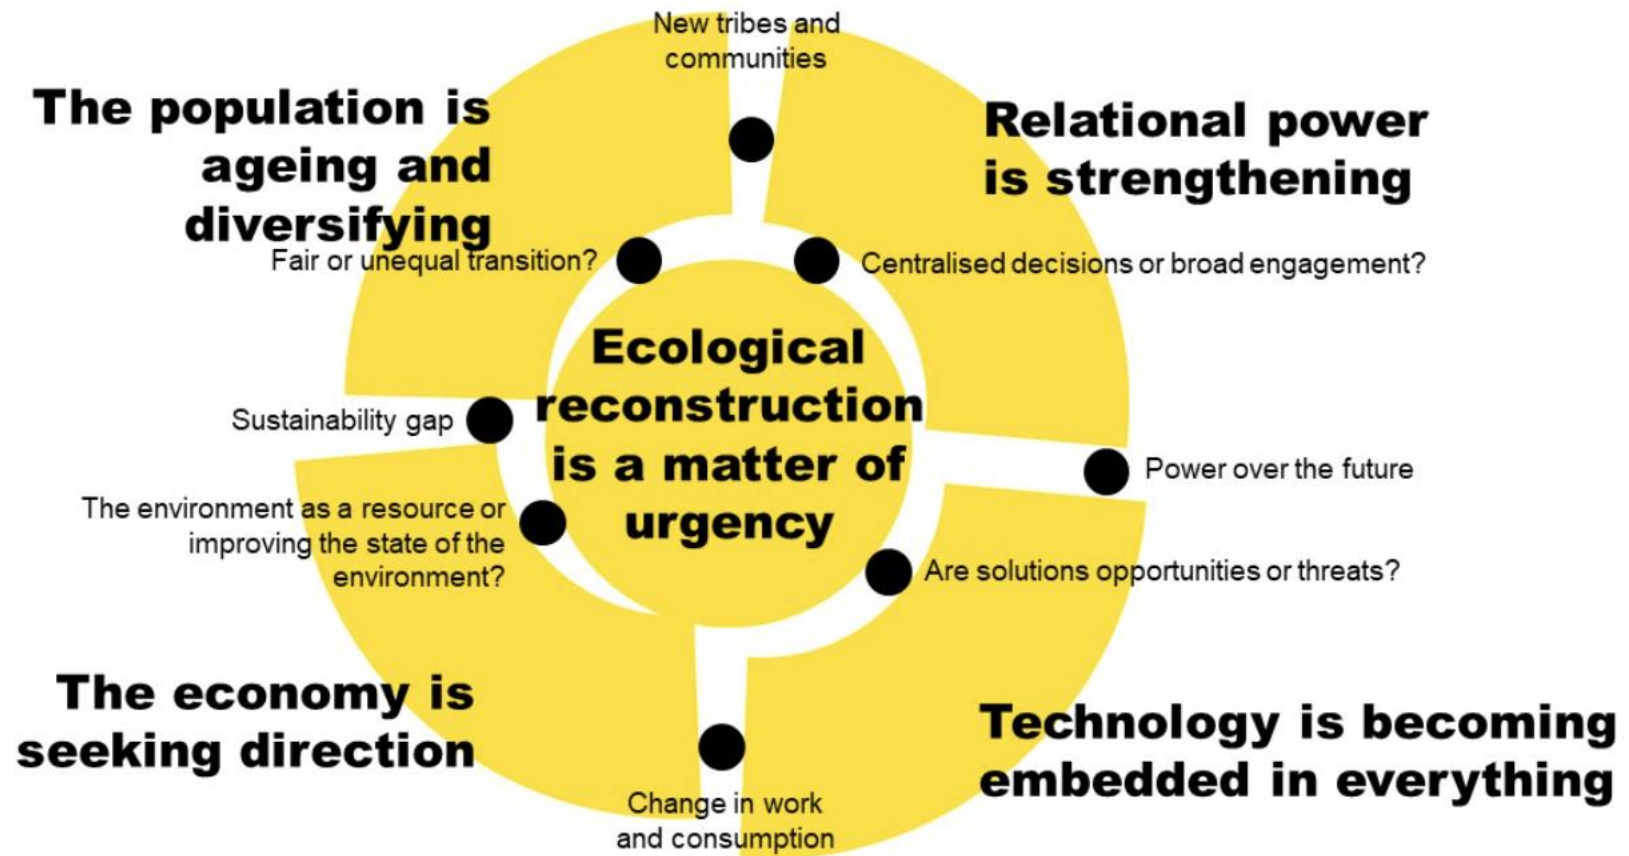 New tribes and
communities
The population is
ageing and
diversifying
Relational power
is strengthening
Fair or unequal transition?
Centralised decisions or broad engagement?
Ecological
reconstruction
is a matter of
urgency
Sustainability gap
Power over the future
The environment as a resource or
improving the state of the
environment?
Are solutions opportunities or threats?
The economy is
seeking direction
Technology is becoming
embedded in everything
Change in work
and consumption